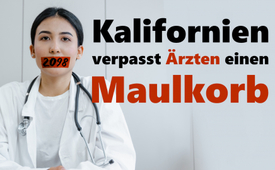 Kalifornien
verpasst Ärzten einen
Maulkorb
2098